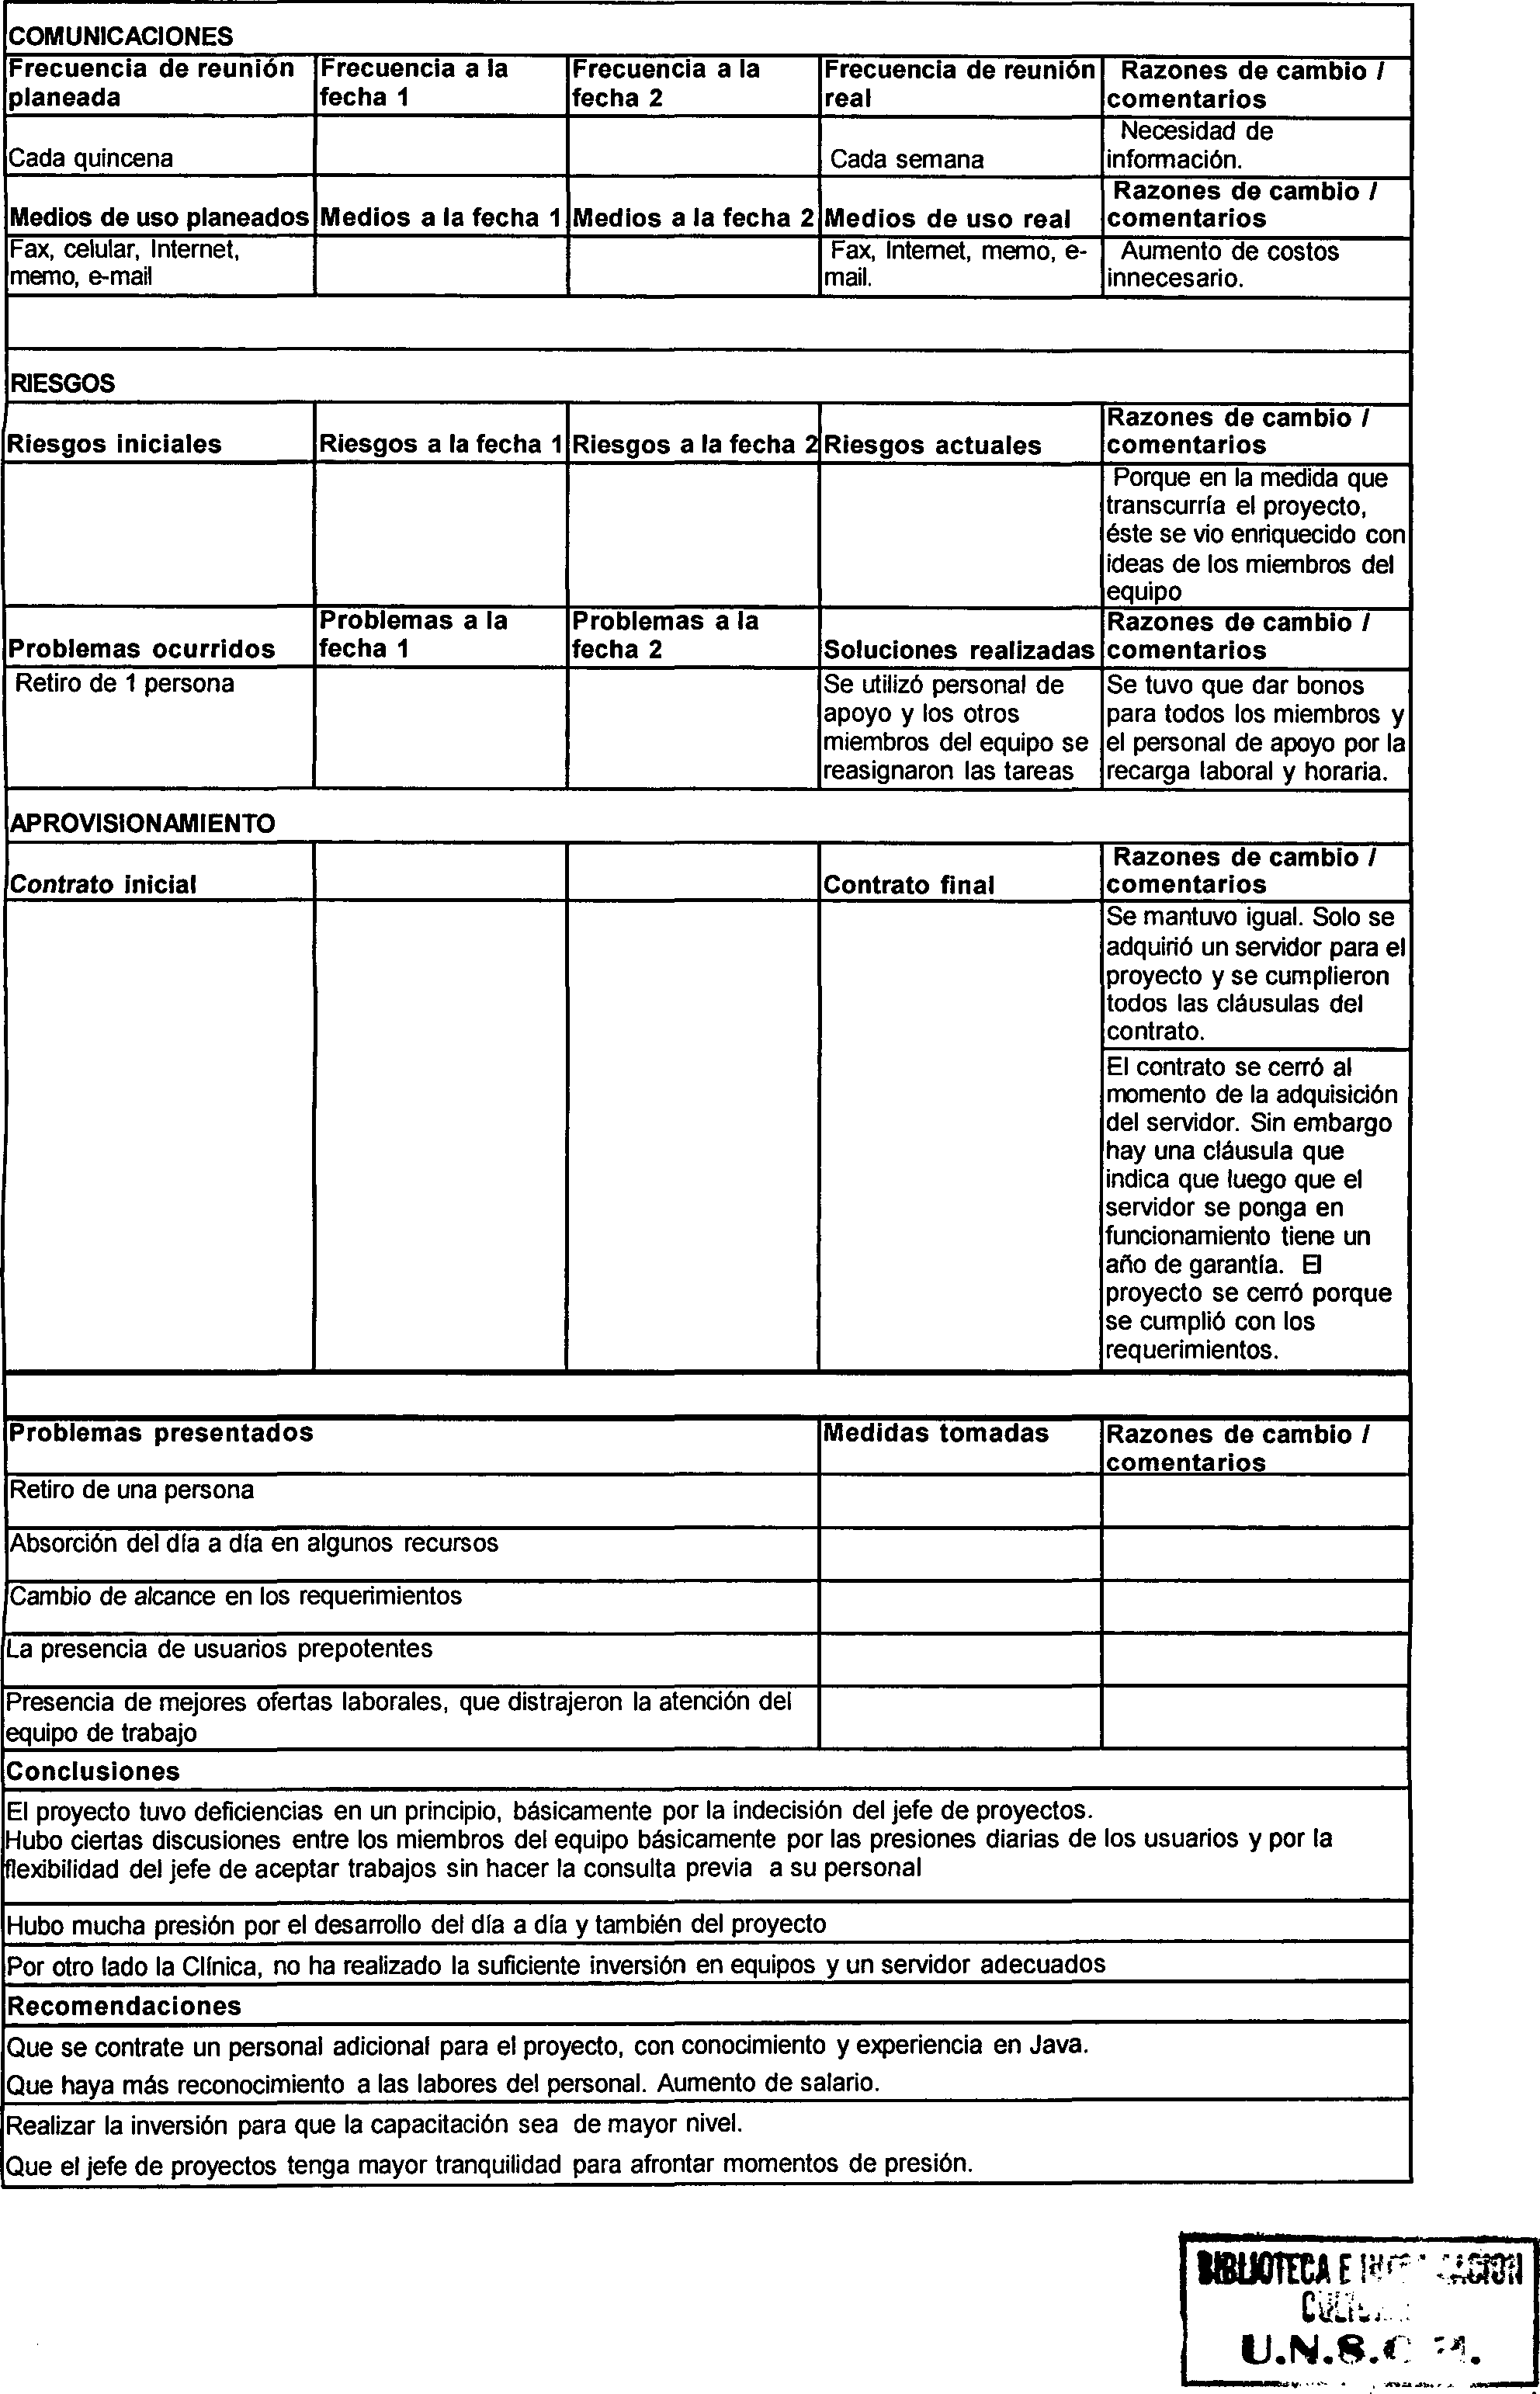 COMUNICACIONES
Frecuencia de reunión planeada
Frecuencia a la fecha 1
Frecuencia a la fecha 2
Frecuencia de reunión real
Razones de cambio / comentarios
Cada quincena
Cada semana
Necesidad de información.
Medios de uso planeados
Medios a la fecha 1
Medios a la fecha 2
Medios de uso real
Razones de cambio / comentarios
Fax, celular, Internet,
memo, e-mail
Fax, Internet, memo, e-
mail.
Aumento de costos
innecesario.
RIESGOS
Riesgos iniciales
Riesgos a la fecha 1
Riesgos a la fecha 2
Riesgos actuales
Razones de cambio /
comentarios
Porque en la medida que
transcurría el proyecto,
éste se vio enriquecido con
ideas de los miembros del
equipo
Problemas ocurridos
Problemas a la
fecha 1
Problemas a la
fecha 2
Soluciones realizadas
Razones de cambio /
comentarios
Retiro de 1 persona
Se utilizó personal de
apoyo y los otros
miembros del equipo se
reasignaron las tareas
Se tuvo que dar bonos
para todos los miembros y
el personal de apoyo por la
recarga laboral y horaria.
APROVISIONAMIENTO
Contrato inicial
Contrato final
Razones de cambio /
comentarios
Se mantuvo igual. Solo se
adquirió un servidor para el
proyecto y se cumplieron
todos las cláusulas del
contrato.
El contrato se cerró al
momento de la adquisición
del servidor. Sin embargo
hay una cláusula que
indica que luego que el
servidor se ponga en
funcionamiento tiene un
año de garantía. El
proyecto se cerró porque
se cumplió con los
requerimientos.
Problemas presentados
Medidas tomadas
Razones de cambio /
comentarios
Retiro de una persona
Absorción del día a día en algunos recursos
Cambio de alcance en los requerimientos
La presencia de usuarios prepotentes
Presencia de mejores ofertas laborales, que distrajeron la atención del
equipo de trabajo
Conclusiones
El proyecto tuvo deficiencias en un principio, básicamente por la indecisión del jefe de proyectos.
Hubo ciertas discusiones entre los miembros del equipo básicamente por las presiones diarias de los usuarios y por la
flexibilidad del jefe de aceptar trabajos sin hacer la consulta previa a su personal
Hubo mucha presión por el desarrollo del día a día y también del proyecto
Por otro lado la Clínica, no ha realizado la suficiente inversión en equipos y un servidor adecuados
Recomendaciones
Que se contrate un personal adicional para el proyecto, con conocimiento y experiencia en Java.
Que haya más reconocimiento a las labores del personal. Aumento de salario.
Realizar la inversión para que la capacitación sea de mayor nivel.
Que el jefe de proyectos tenga mayor tranquilidad para afrontar momentos de presión.
BIBLIOTECA E